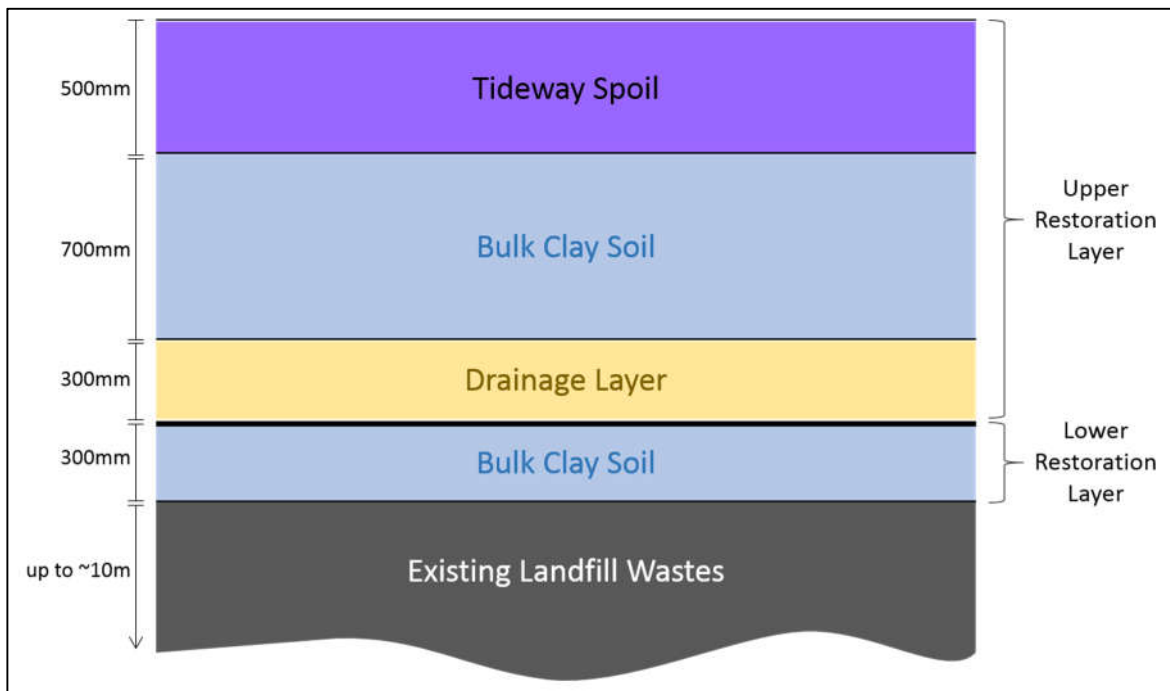 500mm
Tideway Spoil
Upper
Restoration
Layer
700mm
Bulk Clay Soil
300mm
Drainage Layer
300mm
Bulk Clay Soil
Lower
Restoration
Layer
up to ~10m
Existing Landfill Wastes